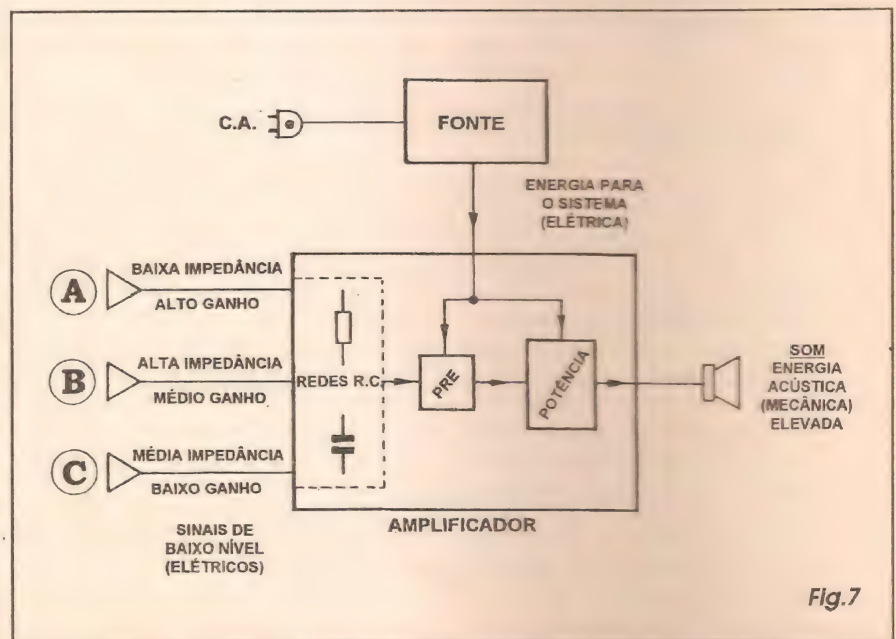 C.A.
FONTE
ENERGIA PARA
O SISTEMA
(ELÉTRICA)
A
BAIXA IMPEDÂNCIA
ALTO GANHO
B
ALTA IMPEDÂNCIA
MÉDIO GANHO
C
MÉDIA IMPEDÂNCIA
BAIXO GANHO
SINAIS DE
BAIXO NÍVEL
(ELÉTRICOS)
REDES R.C.
PRE
POTÊNCIA
AMPLIFICADOR
SOM
ENERGIA
ACÚSTICA
(MECÂNICA)
ELEVADA
Fig.7